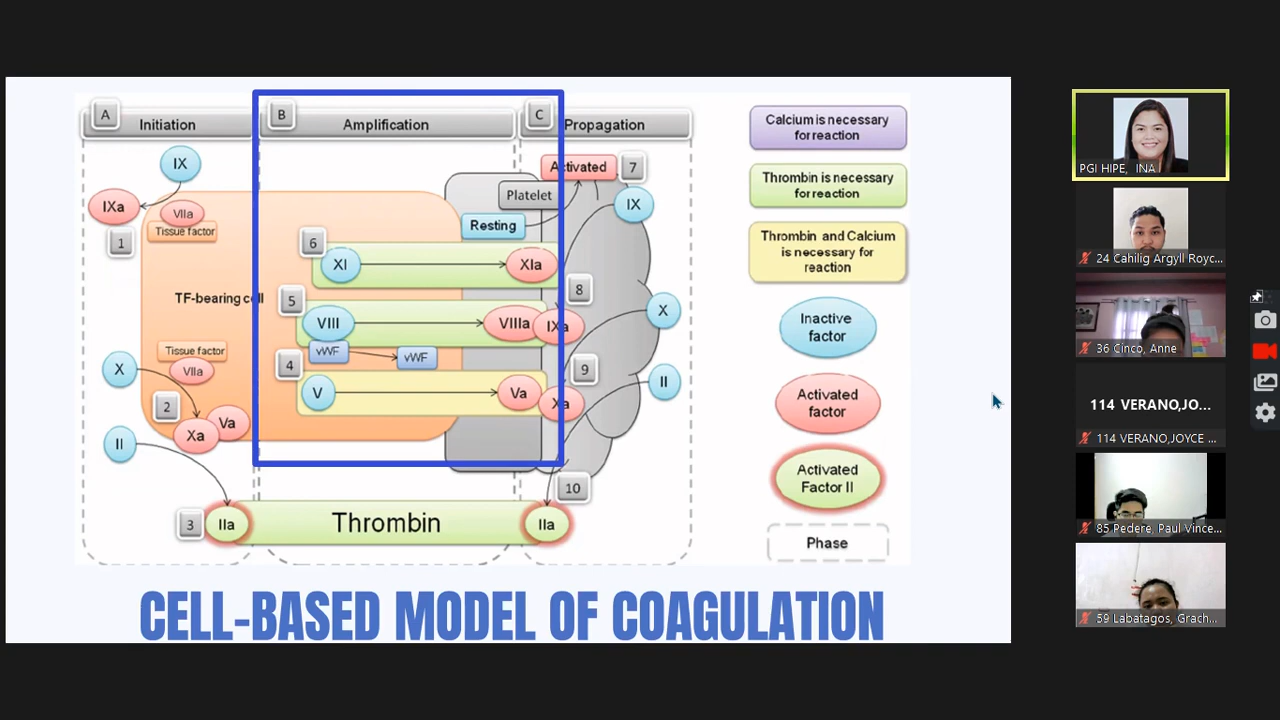 A
Initiation
B
Amplification
C
Propagation
IX
IXa
VIIa
Tissue factor
1
TF-bearing cell
Tissue factor
VIIa
X
2
Va
Xa
II
3
IIa
Thrombin
IIa
Activated
7
Platelet
IX
Resting
6
XI
XIa
5
8
VIII
VIIIa
IXa
X
vWF
vWF
4
9
V
Va
Xa
II
10
Calcium is necessary
for reaction
Thrombin is necessary
for reaction
Thrombin and Calcium
is necessary for
reaction
Inactive
factor
Activated
factor
Activated
Factor II
Phase
CELL-BASED MODEL OF COAGULATION
PGI HIPE, INA
24 Cahilig Argyll Royc...
36 Cinco, Anne
114 VERANO,JO...
114 VERANO,JOYCE ...
85 Pedere, Paul Vince...
59 Labatagos, Grach...